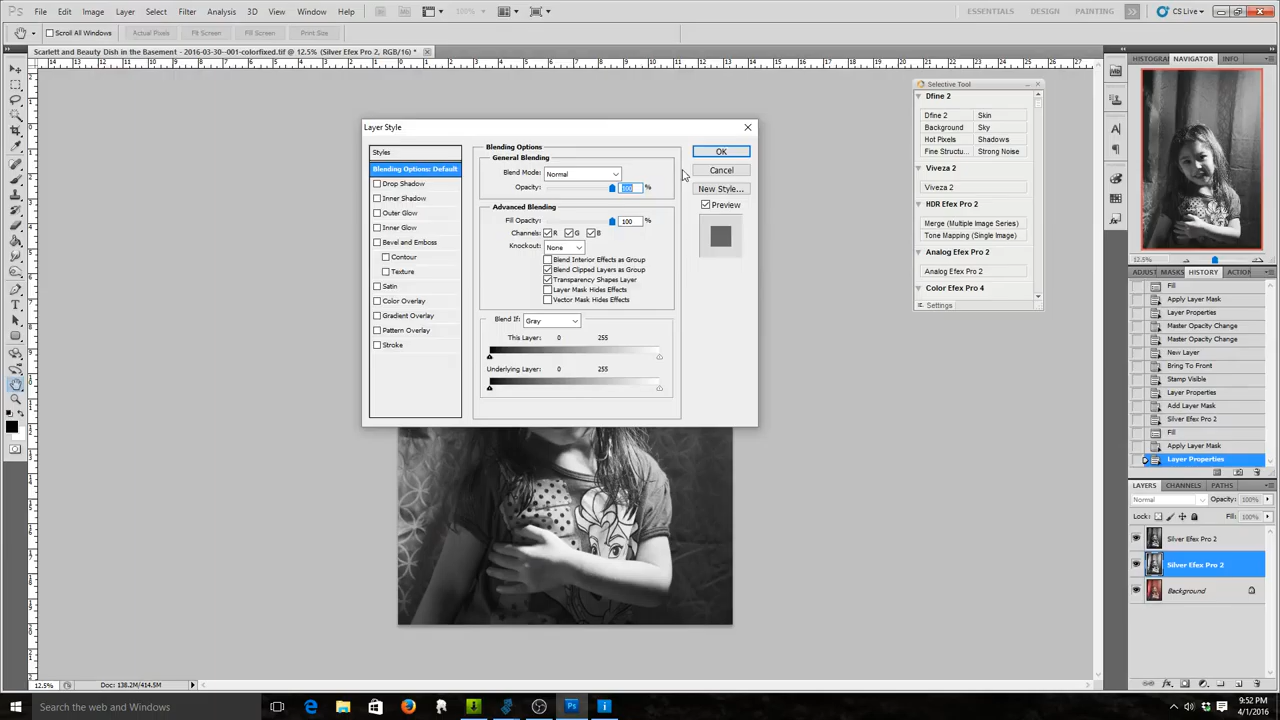 File Edit Image Layer Select Filter Analysis 3D View Window Help 100% ESSENTIALS DESIGN PAINTING CS Live
Scroll All Windows Actual Pixels Fit Screen Fill Screen Print Size
Scarlett and Beauty Dish in the Basement - 2016-03-30--001-colorfixed.tif @ 12.5% (Silver Efex Pro 2, RGB/16) *
HISTOGRAM NAVIGATOR INFO
12.5%
Selective Tool
Dfine 2
Dfine 2 Skin
Background Sky
Hot Pixels Shadows
Fine Structu... Strong Noise
Viveza 2
Viveza 2
HDR Efex Pro 2
Merge (Multiple Image Series)
Tone Mapping (Single Image)
Analog Efex Pro 2
Analog Efex Pro 2
Color Efex Pro 4
Settings
Layer Style
Styles
Blending Options: Default
Drop Shadow
Inner Shadow
Outer Glow
Inner Glow
Bevel and Emboss
Contour
Texture
Satin
Color Overlay
Gradient Overlay
Pattern Overlay
Stroke
Blending Options
General Blending
Blend Mode: Normal
Opacity: 100 %
Advanced Blending
Fill Opacity: 100 %
Channels: R G B
Knockout: None
Blend Interior Effects as Group
Blend Clipped Layers as Group
Transparency Shapes Layer
Layer Mask Hides Effects
Vector Mask Hides Effects
Blend If: Gray
This Layer: 0 255
Underlying Layer: 0 255
OK
Cancel
New Style...
Preview
ADJUST MASKS HISTORY ACTION
Fill
Apply Layer Mask
Layer Properties
Master Opacity Change
Master Opacity Change
New Layer
Bring To Front
Stamp Visible
Layer Properties
Add Layer Mask
Silver Efex Pro 2
Fill
Apply Layer Mask
Layer Properties
LAYERS CHANNELS PATHS
Normal Opacity: 100%
Lock: Fill: 100%
Silver Efex Pro 2
Silver Efex Pro 2
Background
12.5% Doc: 138.2M/414.5M
Search the web and Windows
9:52 PM
4/1/2016